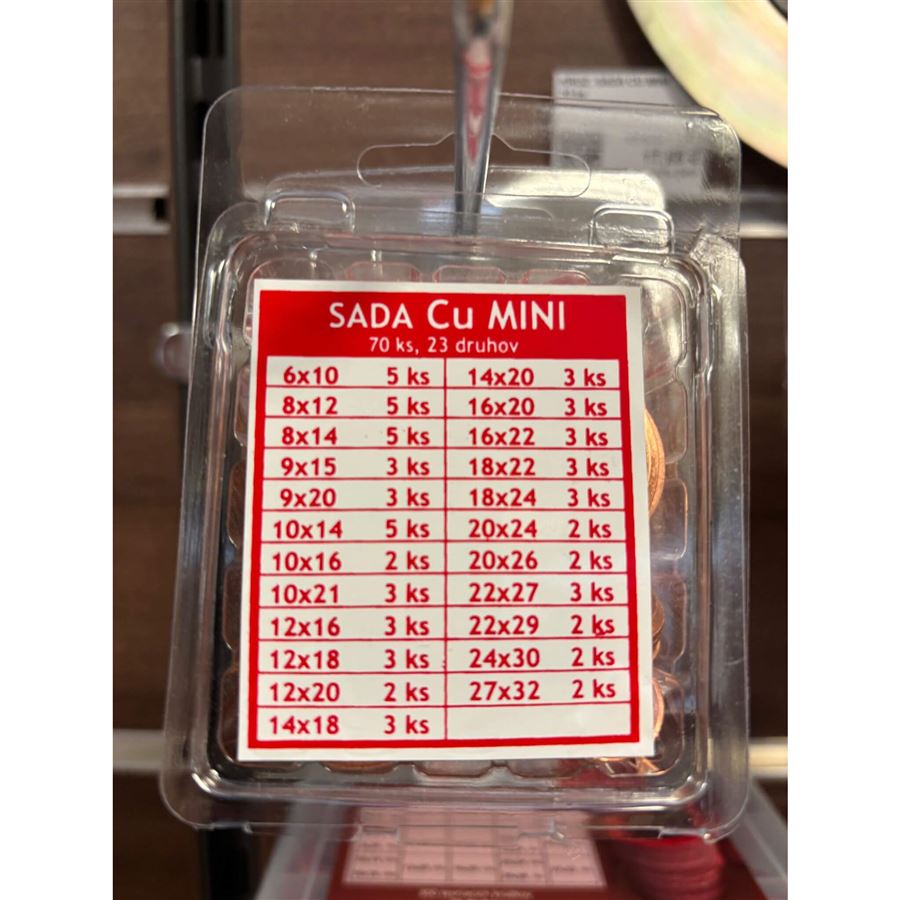 SADA Cu MINI
70 ks, 23 druhov
6x10 5 ks 14x20 3 ks
8x12 5 ks 16x20 3 ks
8x14 5 ks 16x22 3 ks
9x15 3 ks 18x22 3 ks
9x20 3 ks 18x24 3 ks
10x14 5 ks 20x24 2 ks
10x16 2 ks 20x26 2 ks
10x21 3 ks 22x27 3 ks
12x16 3 ks 22x29 2 ks
12x18 3 ks 24x30 2 ks
12x20 2 ks 27x32 2 ks
14x18 3 ks